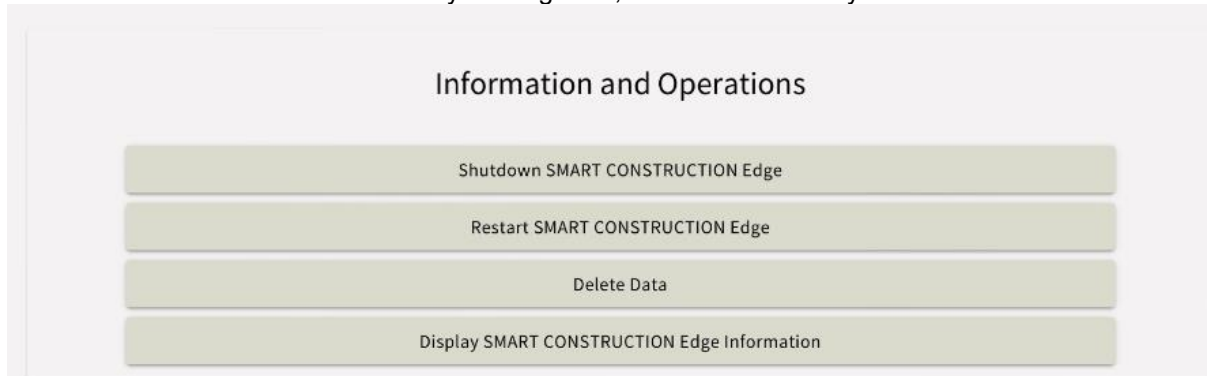 Information and Operations
Shutdown SMART CONSTRUCTION Edge
Restart SMART CONSTRUCTION Edge
Delete Data
Display SMART CONSTRUCTION Edge Information